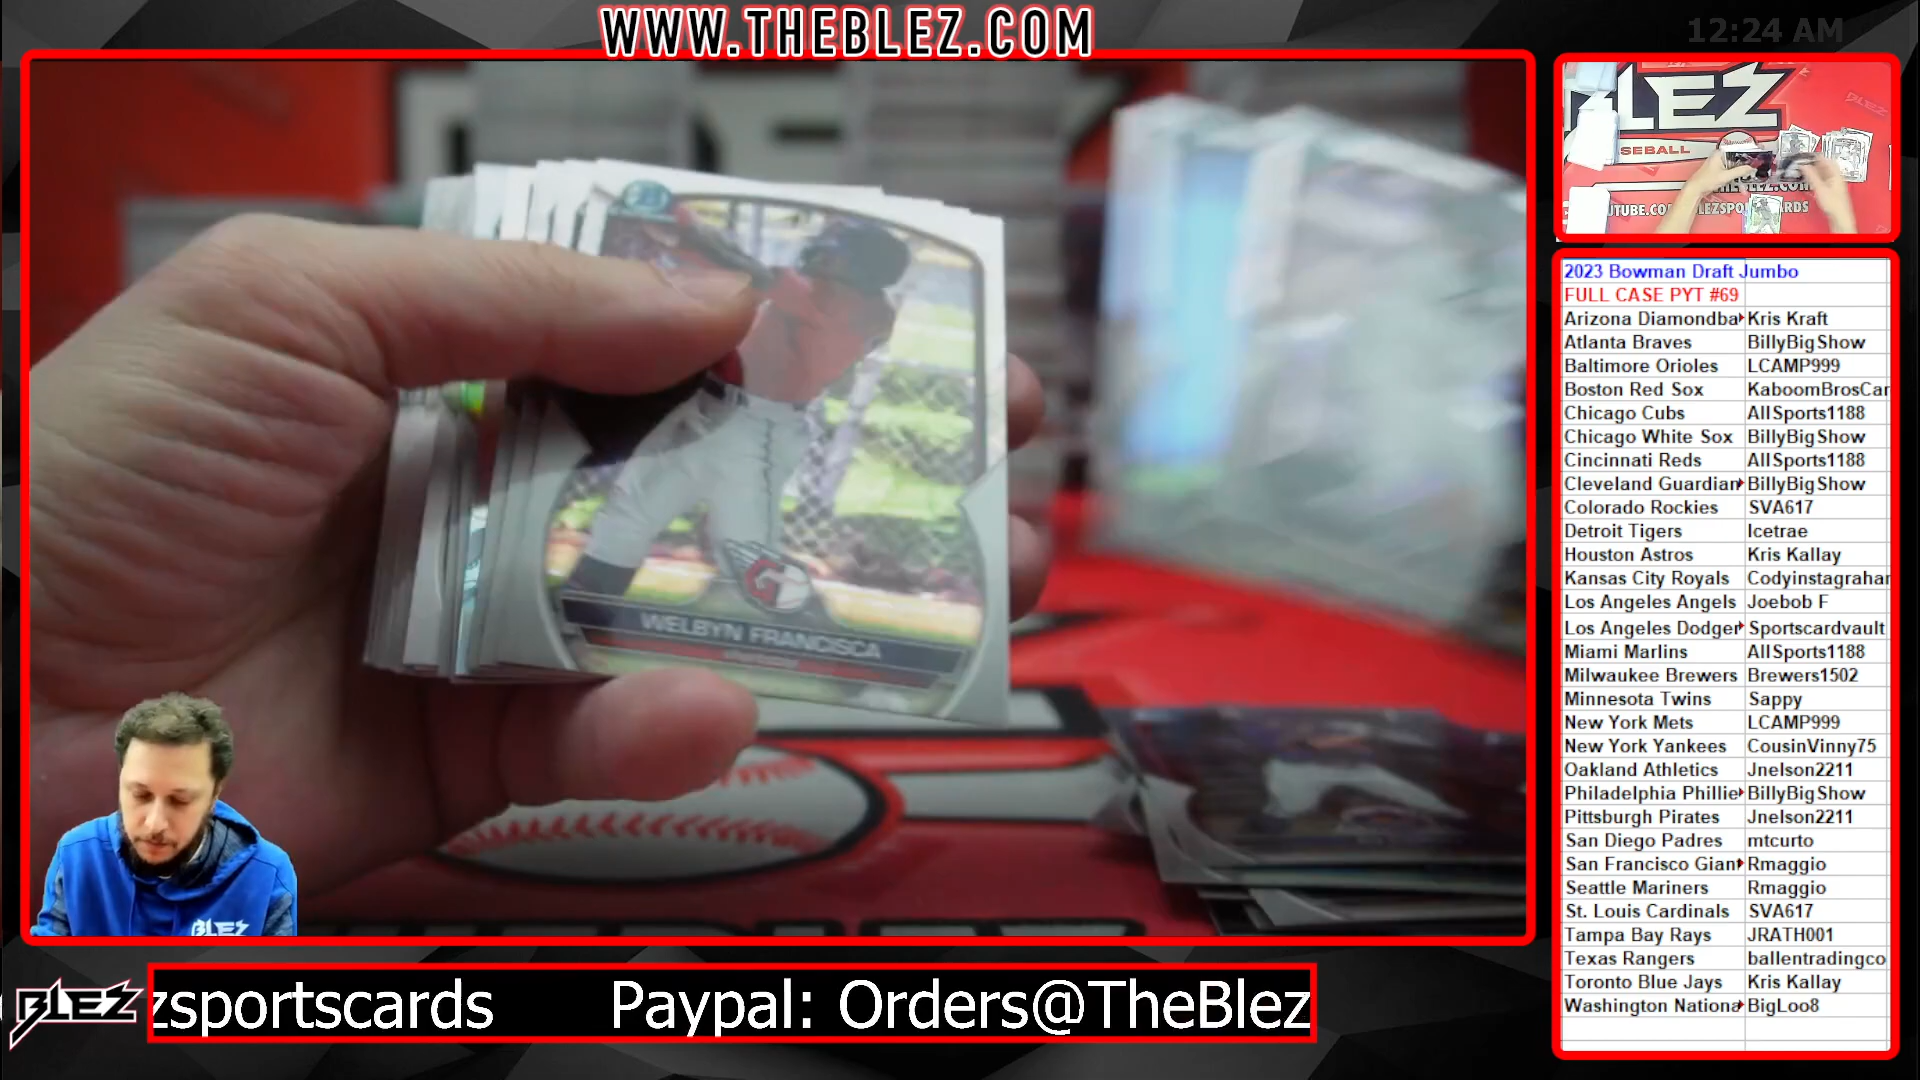 WWW.THEBLEZ.COM
12:24 AM
BLEZ
SEBALL
WELBYN FRANCISCA
BLEZ
2023 Bowman Draft Jumbo
FULL CASE PYT #69
Arizona Diamondba Kris Kraft
Atlanta Braves BillyBigShow
Baltimore Orioles LCAMP999
Boston Red Sox KaboomBrosCar
Chicago Cubs AllSports1188
Chicago White Sox BillyBigShow
Cincinnati Reds AllSports1188
Cleveland Guardian BillyBigShow
Colorado Rockies SVA617
Detroit Tigers Icetrae
Houston Astros Kris Kallay
Kansas City Royals Codyinstagrahar
Los Angeles Angels Joebob F
Los Angeles Dodger Sportscardvault
Miami Marlins AllSports1188
Milwaukee Brewers Brewers1502
Minnesota Twins Sappy
New York Mets LCAMP999
New York Yankees CousinVinny75
Oakland Athletics Jnelson2211
Philadelphia Phillie BillyBigShow
Pittsburgh Pirates Jnelson2211
San Diego Padres mtcurto
San Francisco Giant Rmaggio
Seattle Mariners Rmaggio
St. Louis Cardinals SVA617
Tampa Bay Rays JRATH001
Texas Rangers ballentradingco
Toronto Blue Jays Kris Kallay
Washington Nationa BigLoo8
BLEZ zsportscards Paypal: Orders@TheBlez